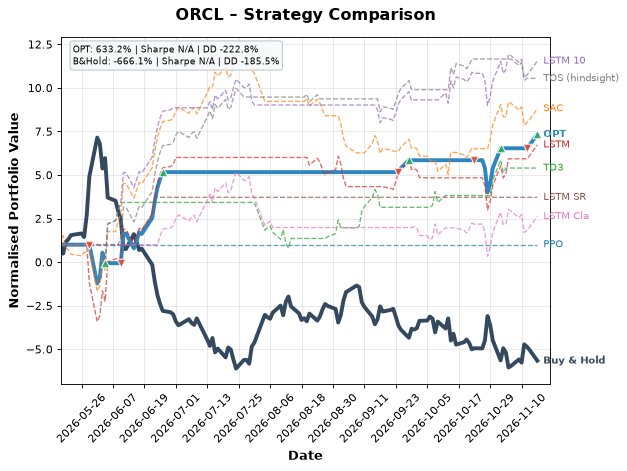 ORCL – Strategy Comparison
OPT: 633.2% | Sharpe N/A | DD -222.8%
B&Hold: -666.1% | Sharpe N/A | DD -185.5%
Normalised Portfolio Value
12.5
10.0
7.5
5.0
2.5
0.0
−2.5
−5.0
LSTM 10
TOS (hindsight)
SAC
OPT
LSTM
TD3
LSTM SR
LSTM Cla
PPO
Buy & Hold
2026-05-26
2026-06-07
2026-06-19
2026-07-01
2026-07-13
2026-07-25
2026-08-06
2026-08-18
2026-08-30
2026-09-11
2026-09-23
2026-10-05
2026-10-17
2026-10-29
2026-11-10
Date